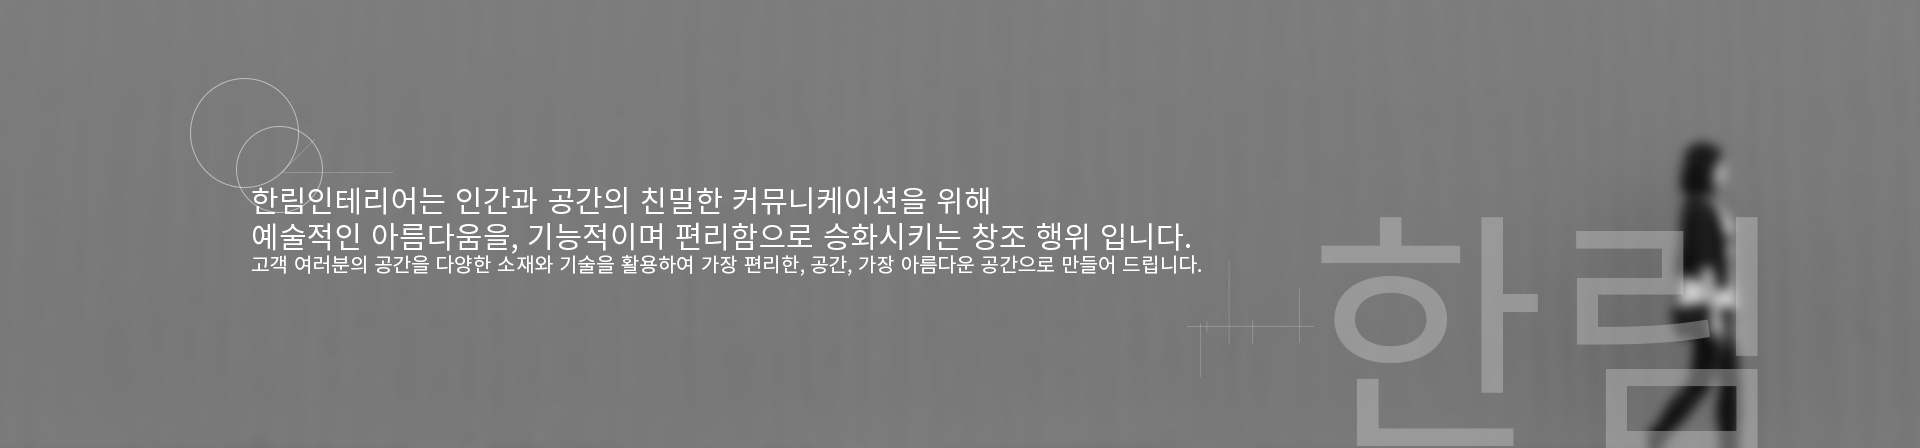 한림인테리어는 인간과 공간의 친밀한 커뮤니케이션을 위해
예술적인 아름다움을, 기능적이며 편리함으로 승화시키는 창조 행위 입니다.
고객 여러분의 공간을 다양한 소재와 기술을 활용하여 가장 편리한, 공간, 가장 아름다운 공간으로 만들어 드립니다.
한림